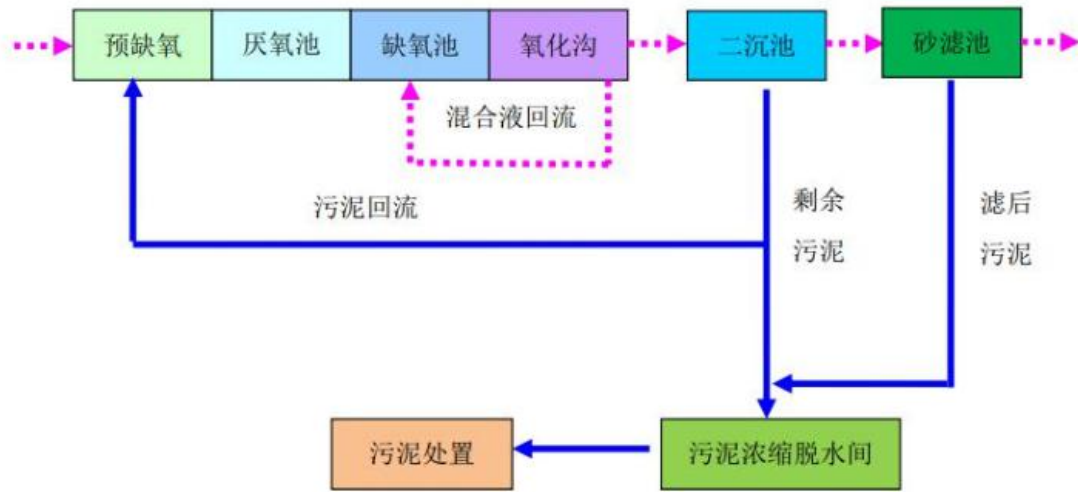 预缺氧
厌氧池
缺氧池
氧化沟
二沉池
砂滤池
混合液回流
污泥回流
剩余
污泥
滤后
污泥
污泥处置
污泥浓缩脱水间